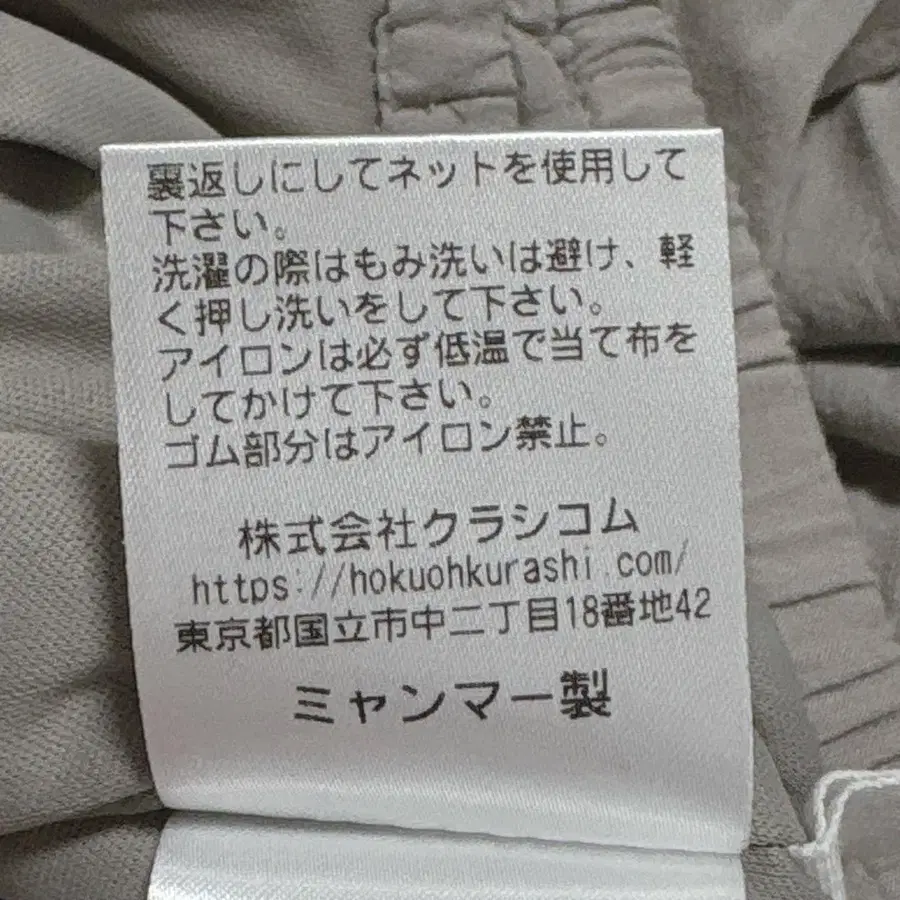 裏返しにしてネットを使用して
下さい。
洗濯の際はもみ洗いは避け、軽
く押し洗いをして下さい。
アイロンは必ず低温で当て布を
してかけて下さい。
ゴム部分はアイロン禁止。
株式会社クラシコム
https://hokuohkurashi.com/
東京都国立市中二丁目18番地42
ミャンマー製